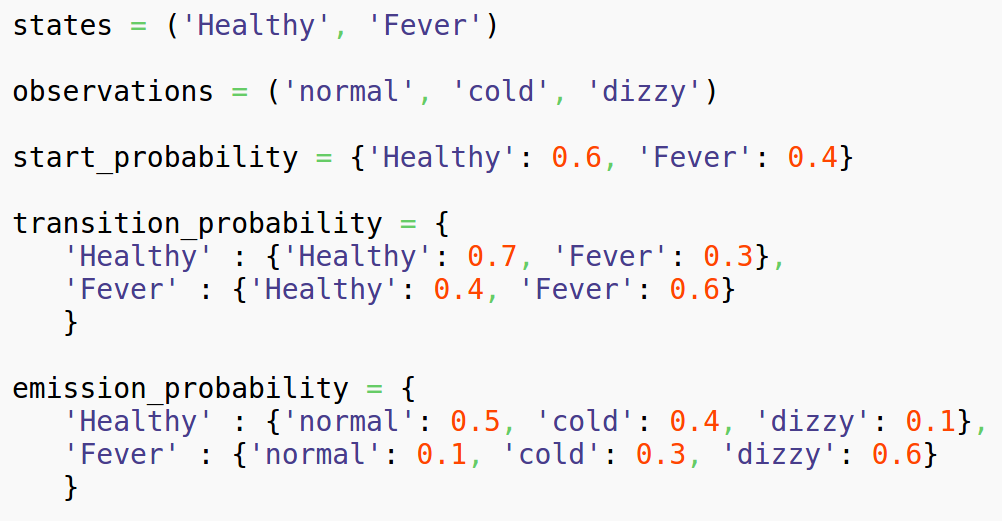 states = ('Healthy', 'Fever')
observations = ('normal', 'cold', 'dizzy')
start_probability = {'Healthy': 0.6, 'Fever': 0.4}
transition_probability = {
   'Healthy' : {'Healthy': 0.7, 'Fever': 0.3},
   'Fever' : {'Healthy': 0.4, 'Fever': 0.6}
   }
emission_probability = {
   'Healthy' : {'normal': 0.5, 'cold': 0.4, 'dizzy': 0.1},
   'Fever' : {'normal': 0.1, 'cold': 0.3, 'dizzy': 0.6}
   }